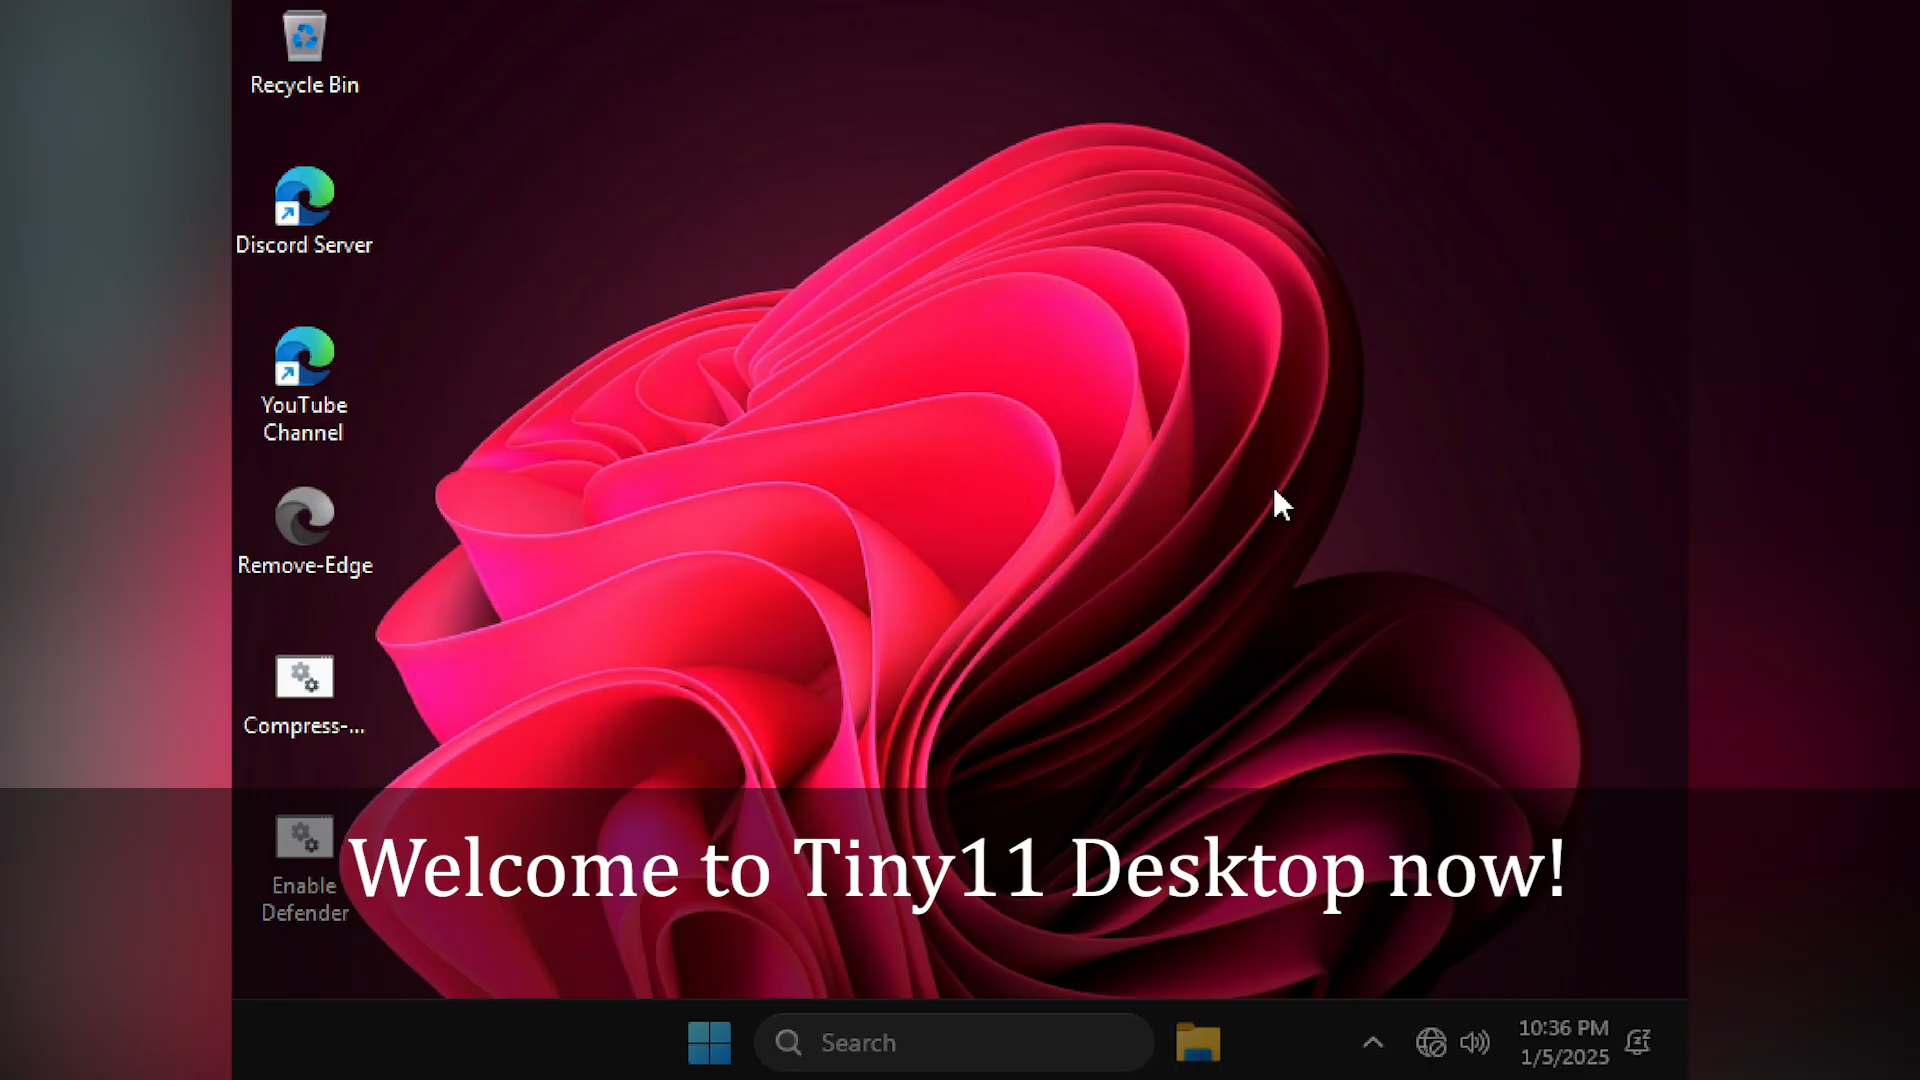 Recycle Bin
Discord Server
YouTube
Channel
Remove-Edge
Compress-...
Enable
Defender
Welcome to Tiny11 Desktop now!
Search
10:36 PM
1/5/2025